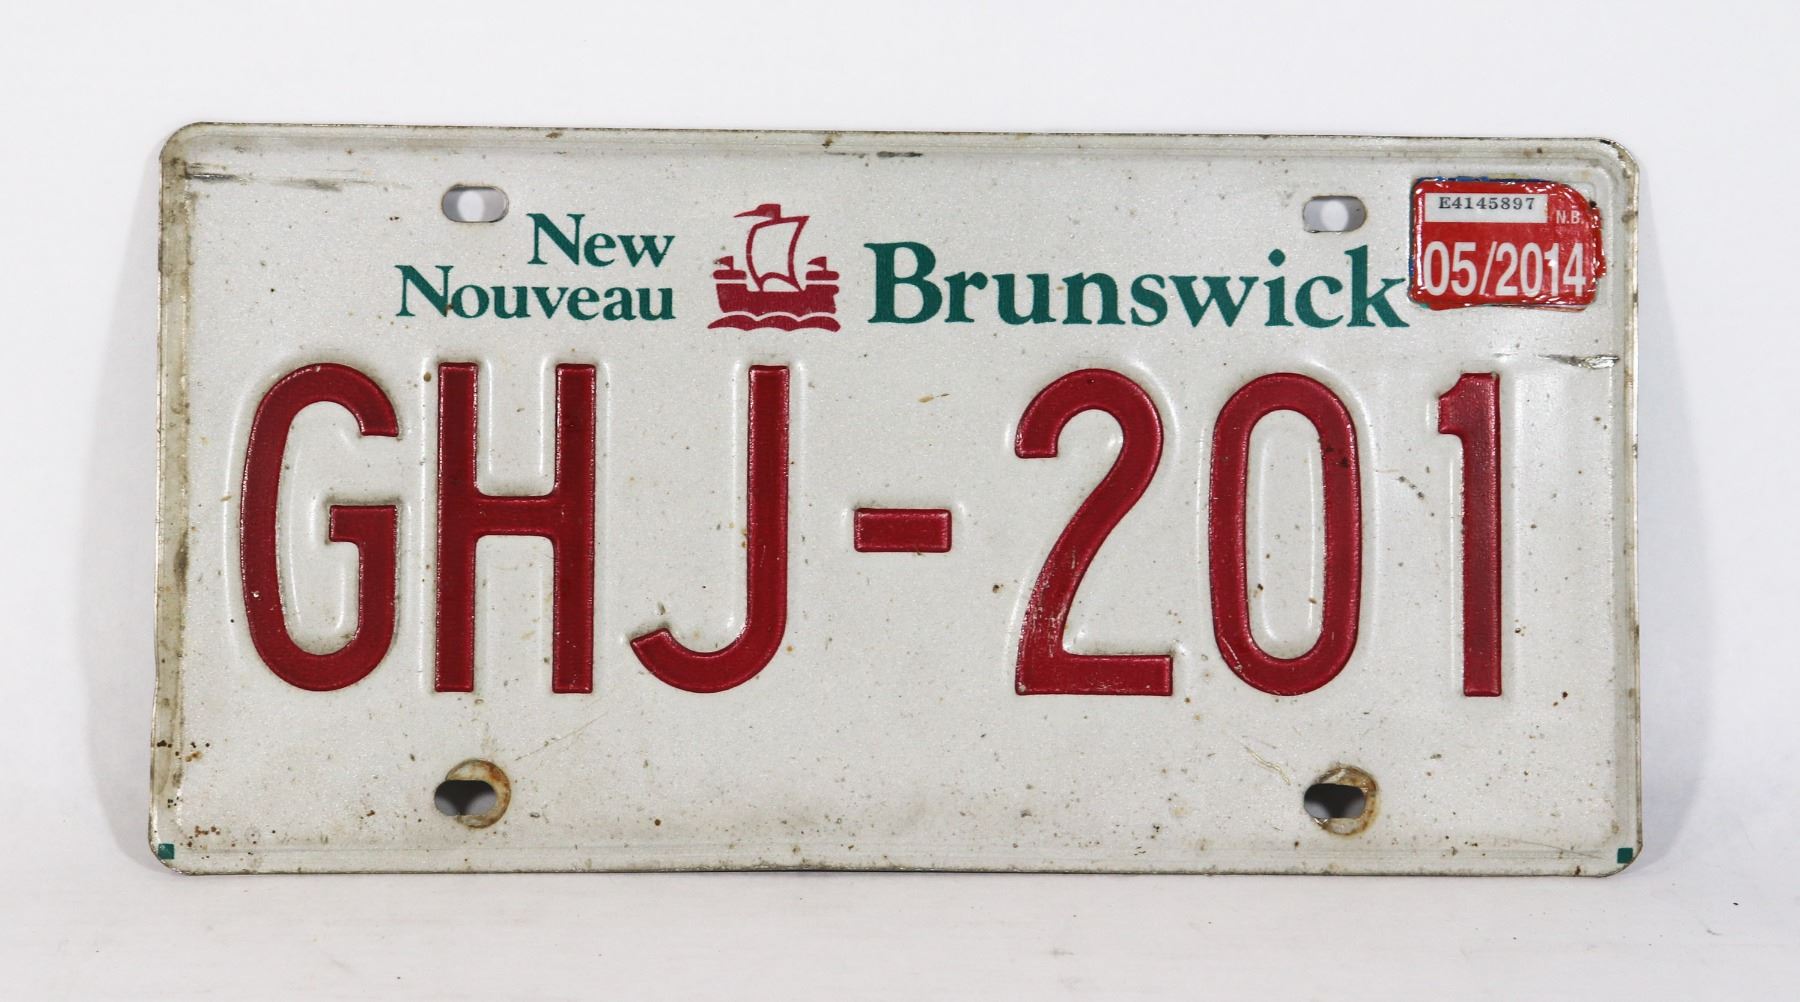 E4145897
N.B.
05/2014
New
Nouveau Brunswick
GHJ-201